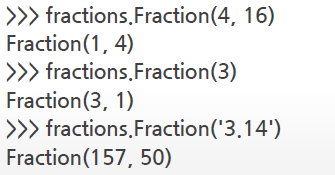 >>> fractions.Fraction(4, 16)
Fraction(1, 4)
>>> fractions.Fraction(3)
Fraction(3, 1)
>>> fractions.Fraction('3.14')
Fraction(157, 50)